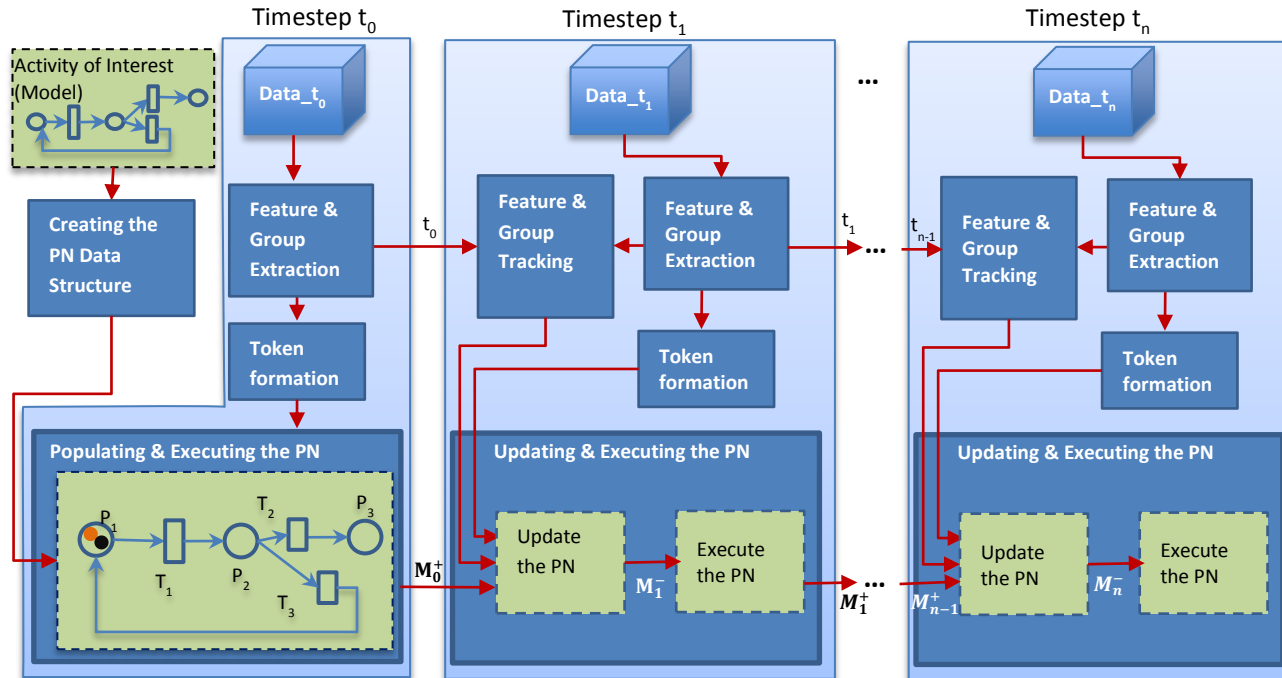 Timestep t₀
Timestep t₁
Timestep tₙ
Activity of Interest
(Model)
Data_t₀
Data_t₁
...
Data_tₙ
Creating the
PN Data
Structure
Feature &
Group
Extraction
t₀
Feature &
Group
Tracking
Feature &
Group
Extraction
t₁
...
tₙ₋₁
Feature &
Group
Tracking
Feature &
Group
Extraction
Token
formation
Token
formation
Token
formation
Populating & Executing the PN
P₁
T₁
P₂
T₂
T₃
P₃
M₀⁺
Updating & Executing the PN
Update
the PN
M₁⁻
Execute
the PN
M₁⁺
...
Mₙ₋₁⁺
Updating & Executing the PN
Update
the PN
Mₙ⁻
Execute
the PN